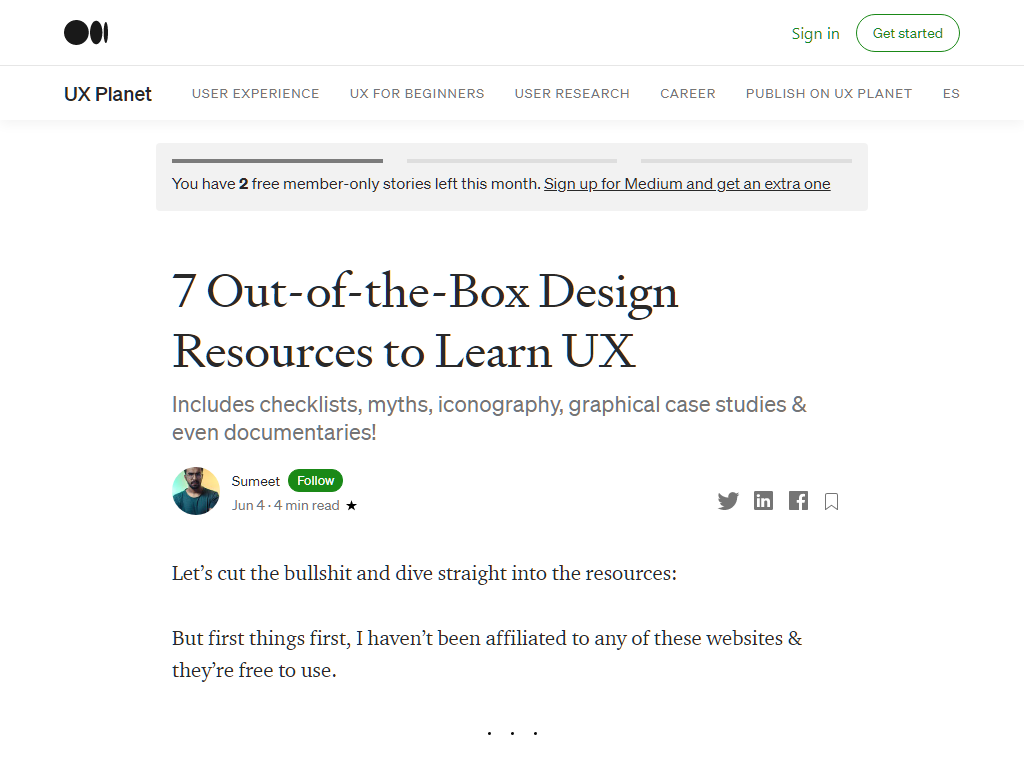 Sign in
Get started
UX Planet
USER EXPERIENCE
UX FOR BEGINNERS
USER RESEARCH
CAREER
PUBLISH ON UX PLANET
ES
You have 2 free member-only stories left this month. Sign up for Medium and get an extra one
7 Out-of-the-Box Design
Resources to Learn UX
Includes checklists, myths, iconography, graphical case studies &
even documentaries!
Sumeet
Follow
Jun 4 · 4 min read ★
Let’s cut the bullshit and dive straight into the resources:
But first things first, I haven’t been affiliated to any of these websites &
they’re free to use.
. . .